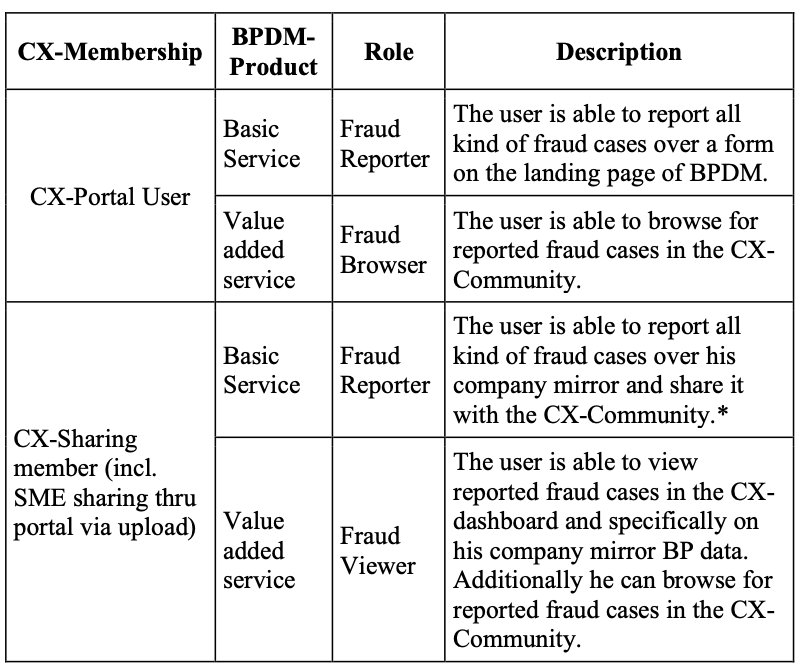 CX-Membership
BPDM-
Product
Role
Description
CX-Portal User
Basic
Service
Fraud
Reporter
The user is able to report all
kind of fraud cases over a form
on the landing page of BPDM.
Value
added
service
Fraud
Browser
The user is able to browse for
reported fraud cases in the CX-
Community.
CX-Sharing
member (incl.
SME sharing thru
portal via upload)
Basic
Service
Fraud
Reporter
The user is able to report all
kind of fraud cases over his
company mirror and share it
with the CX-Community.*
Value
added
service
Fraud
Viewer
The user is able to view
reported fraud cases in the CX-
dashboard and specifically on
his company mirror BP data.
Additionally he can browse for
reported fraud cases in the CX-
Community.